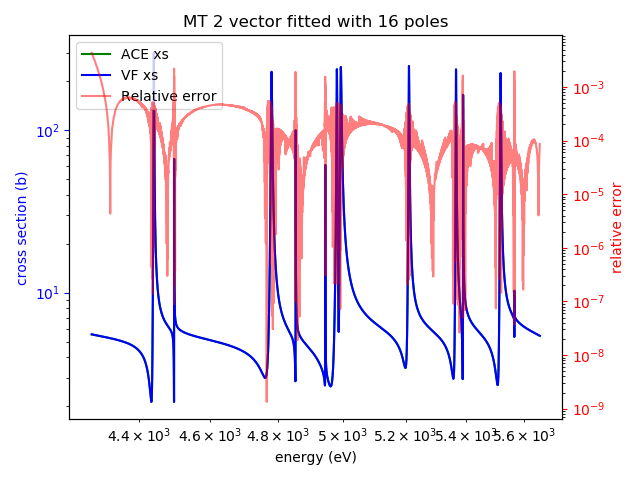 MT 2 vector fitted with 16 poles
ACE xs
VF xs
Relative error
10²
10¹
cross section (b)
10⁻³
10⁻⁴
10⁻⁵
10⁻⁶
10⁻⁷
10⁻⁸
10⁻⁹
relative error
4.4 × 10³ 4.6 × 10³ 4.8 × 10³ 5 × 10³ 5.2 × 10³ 5.4 × 10³ 5.6 × 10³
energy (eV)